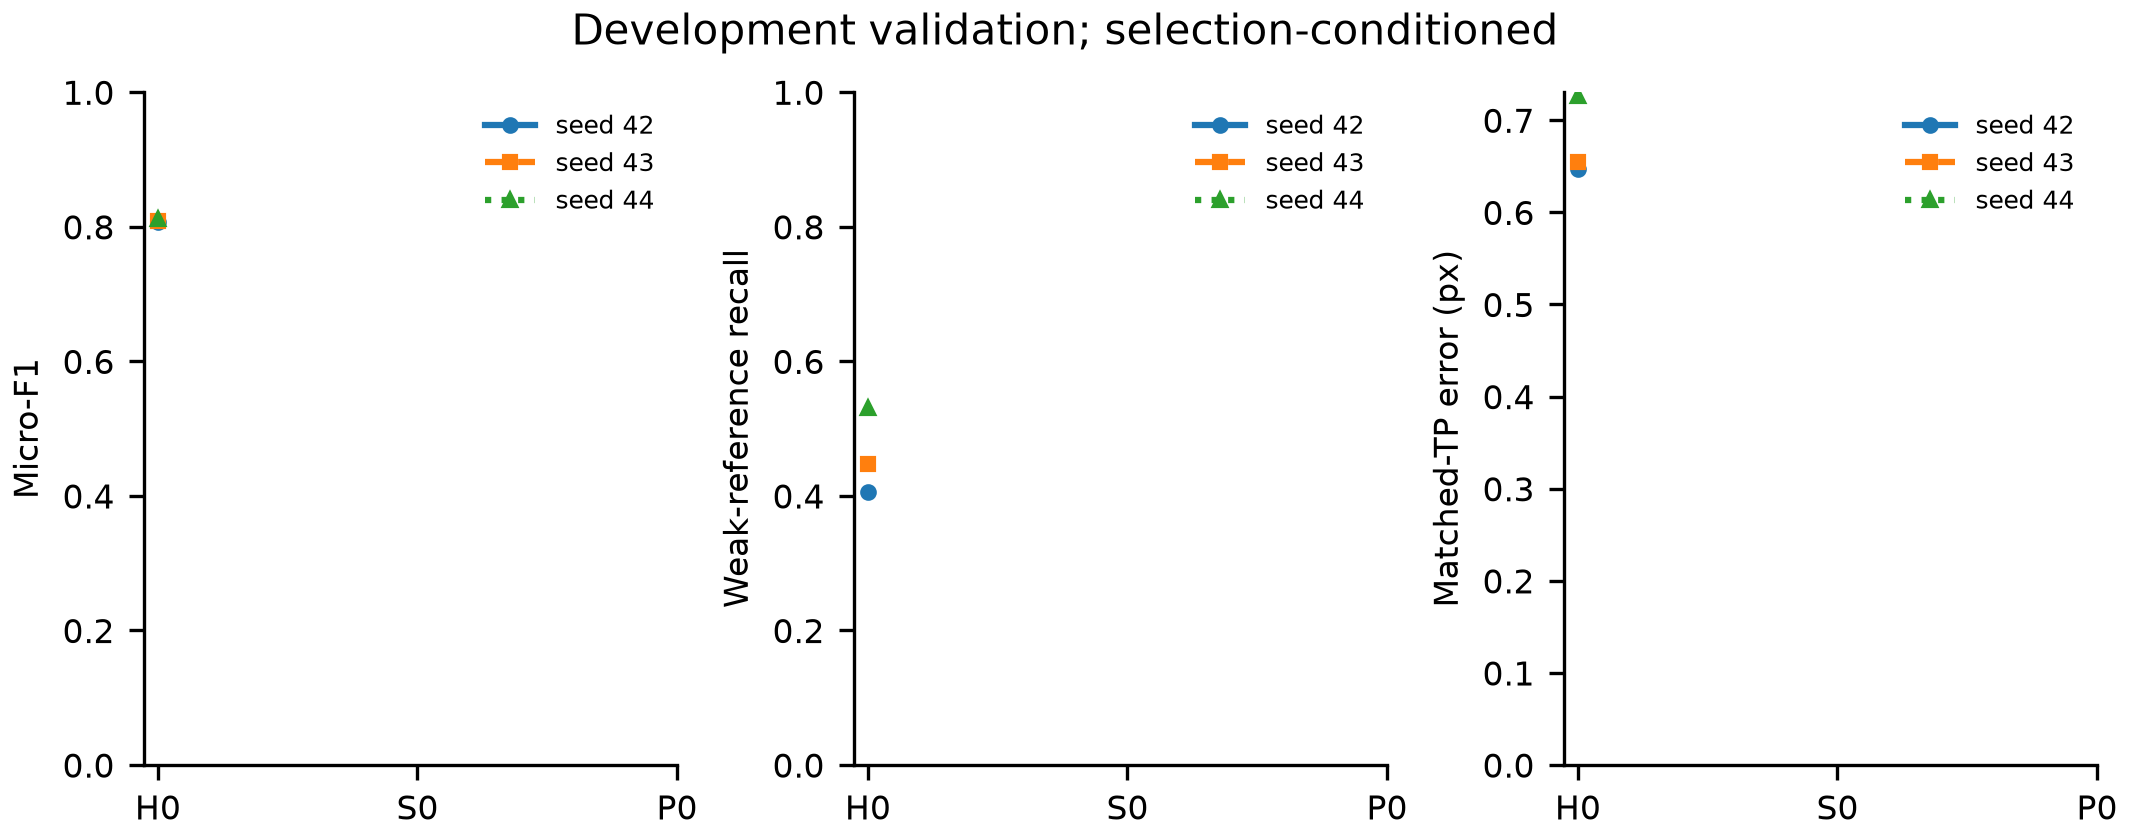 Development validation; selection-conditioned
Micro-F1
1.0
0.8
0.6
0.4
0.2
0.0
H0 S0 P0
seed 42
seed 43
seed 44
Weak-reference recall
1.0
0.8
0.6
0.4
0.2
0.0
H0 S0 P0
seed 42
seed 43
seed 44
Matched-TP error (px)
0.7
0.6
0.5
0.4
0.3
0.2
0.1
0.0
H0 S0 P0
seed 42
seed 43
seed 44